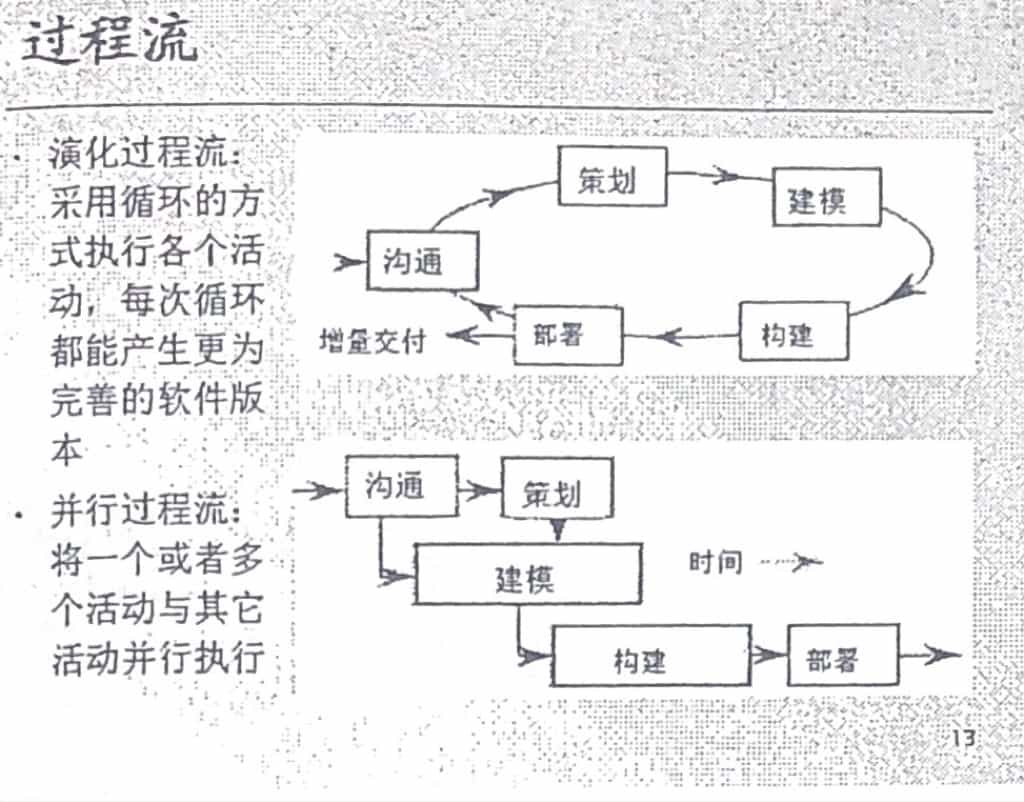 过程流
· 演化过程流：
采用循环的方
式执行各个活
动，每次循环
都能产生更为
完善的软件版
本
策划
建模
沟通
构建
部署
增量交付
· 并行过程流：
将一个或者多
个活动与其它
活动并行执行
沟通
策划
建模
时间
构建
部署
13